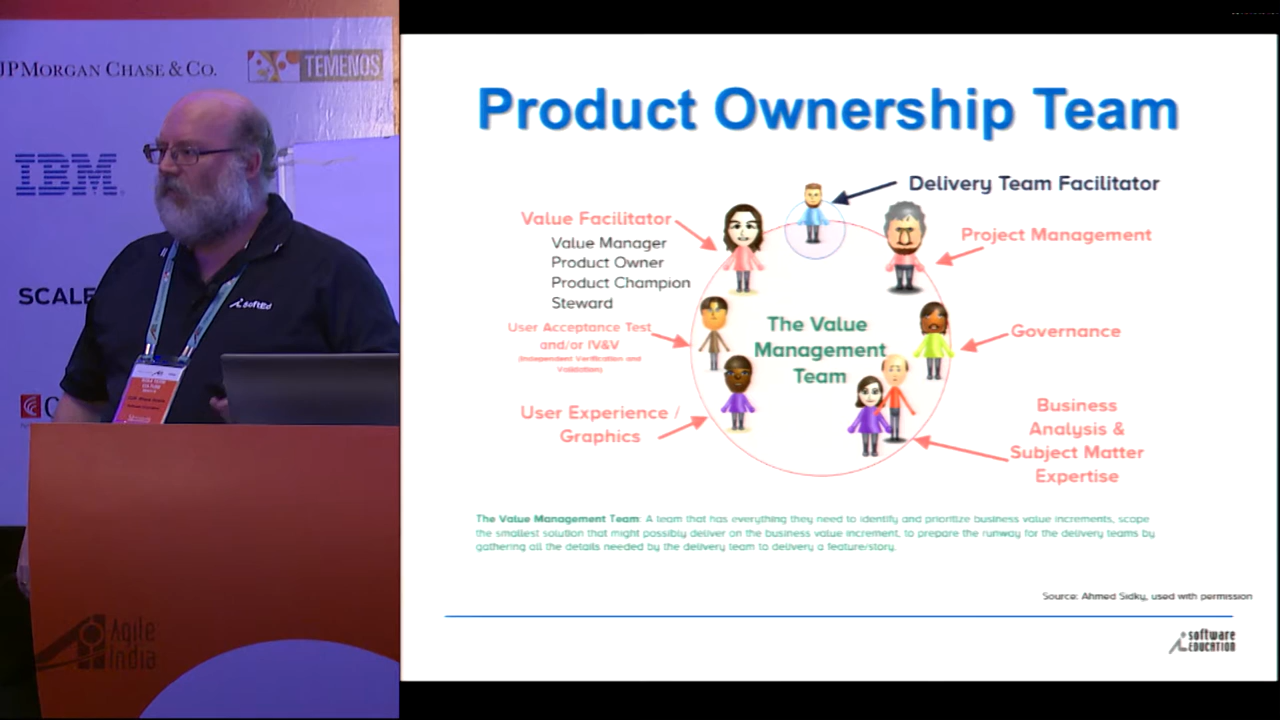 JPMORGAN CHASE & CO.
TEMENOS
IBM
SCALE
SoftEd
Agile
India
Product Ownership Team
Delivery Team Facilitator
Value Facilitator
Value Manager
Product Owner
Product Champion
Steward
Project Management
User Acceptance Test
and/or IV&V
(Independent Verification and
Validation)
The Value
Management
Team
Governance
User Experience /
Graphics
Business
Analysis &
Subject Matter
Expertise
The Value Management Team: A team that has everything they need to identify and prioritize business value increments, scope
the smallest solution that might possibly deliver on the business value increment, to prepare the runway for the delivery teams by
gathering all the details needed by the delivery team to delivery a feature/story.
Source: Ahmed Sidky, used with permission
software
EDUCATION